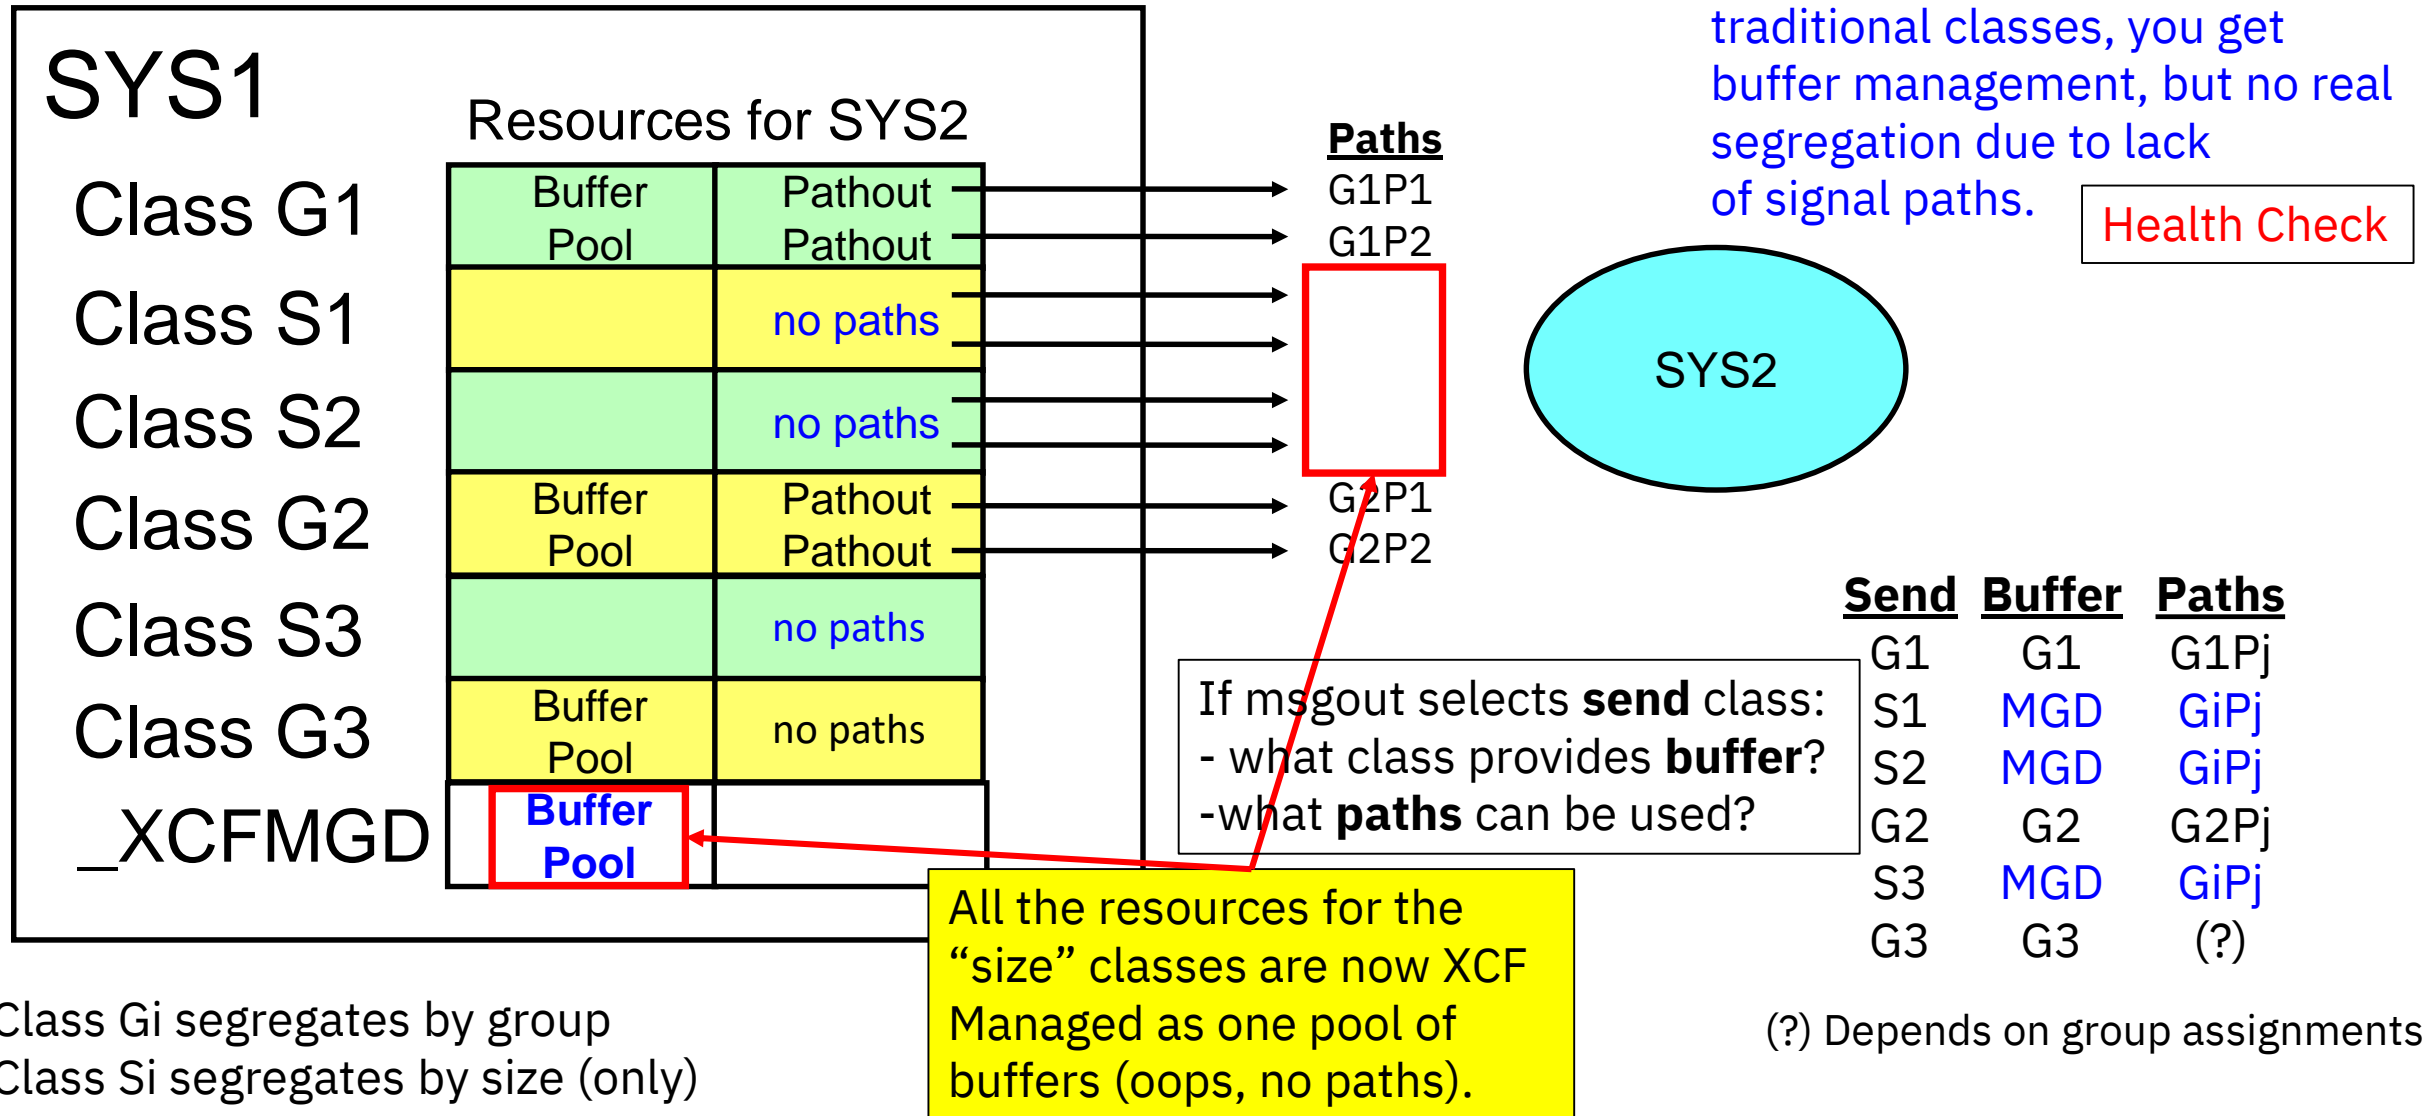 traditional classes, you get
buffer management, but no real
segregation due to lack
of signal paths.
Health Check
SYS1
Resources for SYS2
Paths
Class G1
Buffer
Pool
Pathout
Pathout
G1P1
G1P2
Class S1
no paths
Class S2
no paths
SYS2
Class G2
Buffer
Pool
Pathout
Pathout
G2P1
G2P2
Class S3
no paths
Class G3
Buffer
Pool
no paths
_XCFMGD
Buffer
Pool
If msgout selects send class:
- what class provides buffer?
-what paths can be used?
Send Buffer Paths
G1 G1 G1Pj
S1 MGD GiPj
S2 MGD GiPj
G2 G2 G2Pj
S3 MGD GiPj
G3 G3 (?)
All the resources for the
“size” classes are now XCF
Managed as one pool of
buffers (oops, no paths).
Class Gi segregates by group
Class Si segregates by size (only)
(?) Depends on group assignments